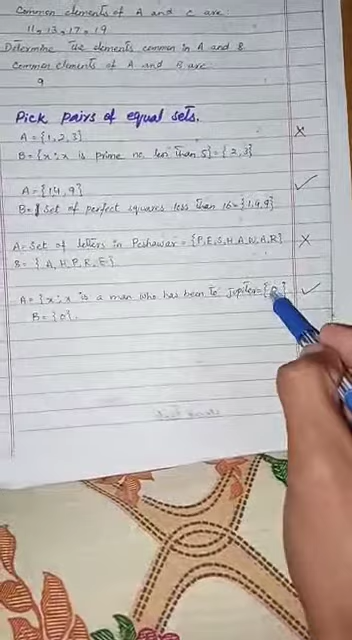 Common elements of A and C are
11, 13, 17, 19
Determine the elements common in A and B
Common elements of A and B are
9
Pick pairs of equal sets.
A = {1, 2, 3}
B = {x : x is prime no. less than 5} = {2, 3} ×
A = {1,4, 9} ✓
B = Set of perfect squares less than 16 = {1,4,9}
A = Set of letters in Peshawar = {P, E, S, H, A, W, A, R} ×
B = {A, H, P, R, E}
A = {x : x is a man who has been to Jupiter = { } ✓
B = {0}.